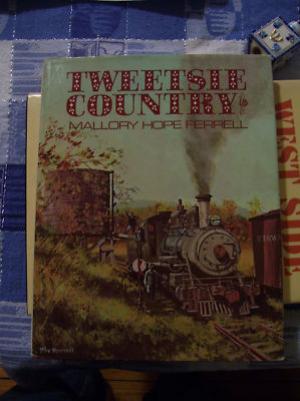 TWEETSIE
COUNTRY
MALLORY HOPE FERRELL
WEST SIDE